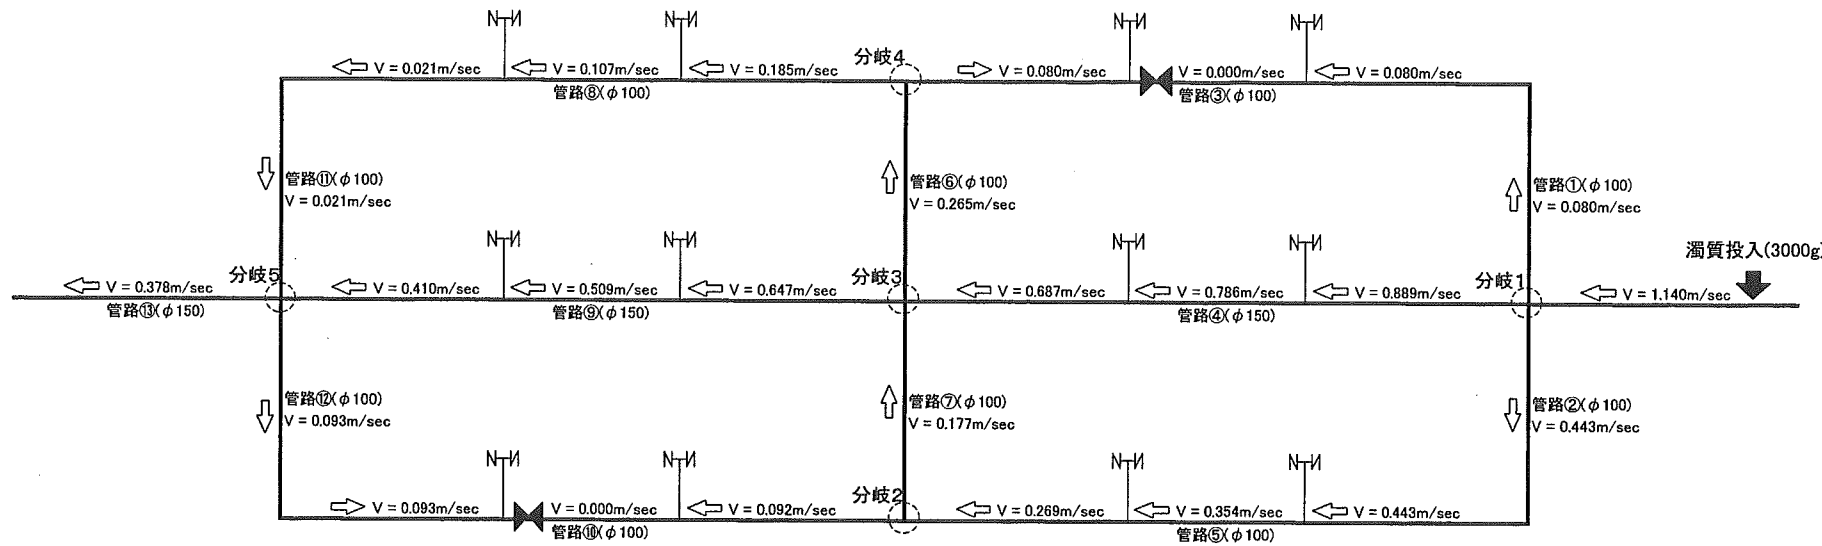 分岐4
V = 0.021m/sec
V = 0.107m/sec
V = 0.185m/sec
V = 0.080m/sec
V = 0.000m/sec
V = 0.080m/sec
管路⑧(φ100)
管路③(φ100)
管路⑪(φ100)
V = 0.021m/sec
管路⑥(φ100)
V = 0.265m/sec
管路①(φ100)
V = 0.080m/sec
濁質投入(3000g)
分岐5
分岐3
分岐1
V = 0.378m/sec
V = 0.410m/sec
V = 0.509m/sec
V = 0.647m/sec
V = 0.687m/sec
V = 0.786m/sec
V = 0.889m/sec
V = 1.140m/sec
管路⑬(φ150)
管路⑨(φ150)
管路④(φ150)
管路⑫(φ100)
V = 0.093m/sec
管路⑦(φ100)
V = 0.177m/sec
管路②(φ100)
V = 0.443m/sec
分岐2
V = 0.093m/sec
V = 0.000m/sec
V = 0.092m/sec
V = 0.269m/sec
V = 0.354m/sec
V = 0.443m/sec
管路⑩(φ100)
管路⑤(φ100)